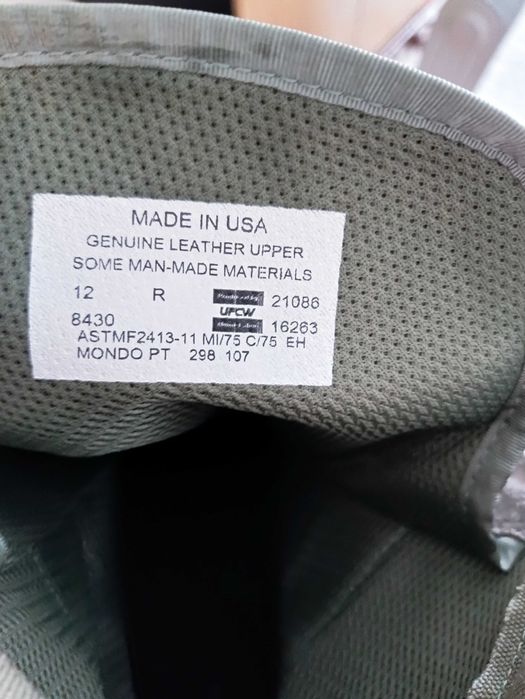 MADE IN USA
GENUINE LEATHER UPPER
SOME MAN-MADE MATERIALS
12 R 21086
UFCW
8430 16263
ASTMF2413-11 MI/75 C/75 EH
MONDO PT 298 107